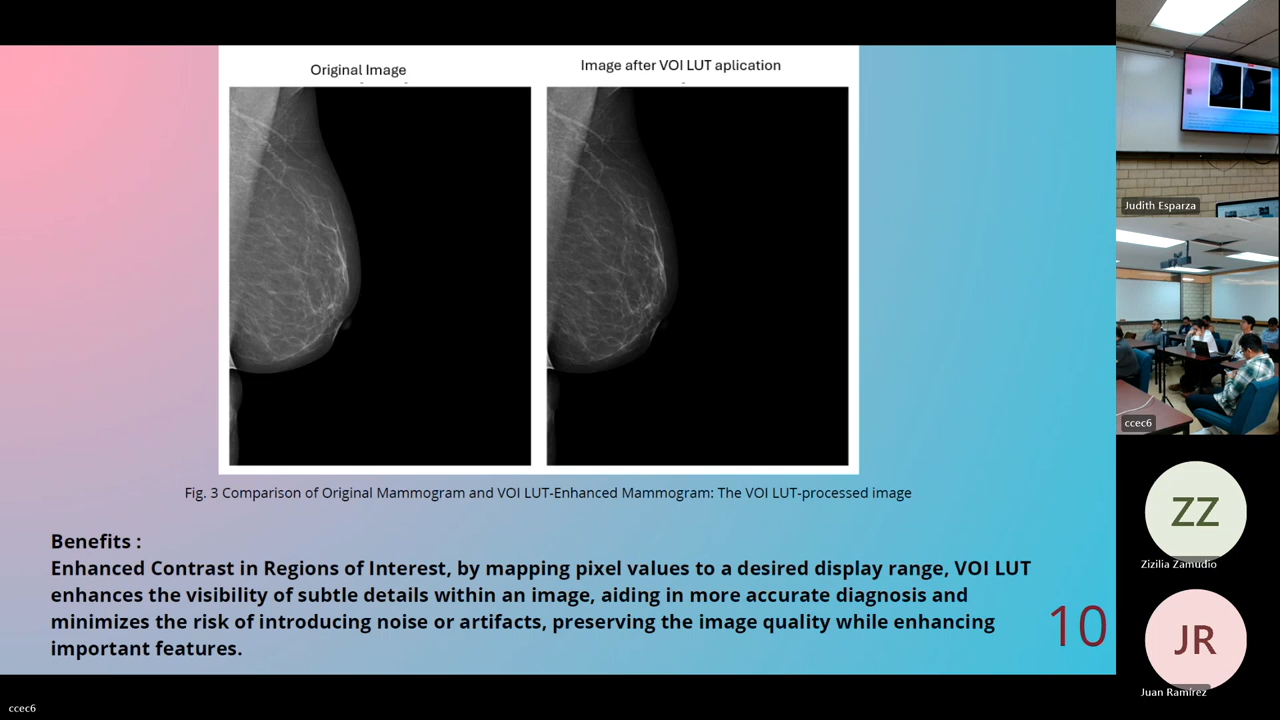 Original Image
Image after VOI LUT aplication
Fig. 3 Comparison of Original Mammogram and VOI LUT-Enhanced Mammogram: The VOI LUT-processed image
Benefits :
Enhanced Contrast in Regions of Interest, by mapping pixel values to a desired display range, VOI LUT
enhances the visibility of subtle details within an image, aiding in more accurate diagnosis and
minimizes the risk of introducing noise or artifacts, preserving the image quality while enhancing
important features.
10
Judith Esparza
ccec6
ZZ
Zizilia Zamudio
JR
Juan Ramírez
ccec6